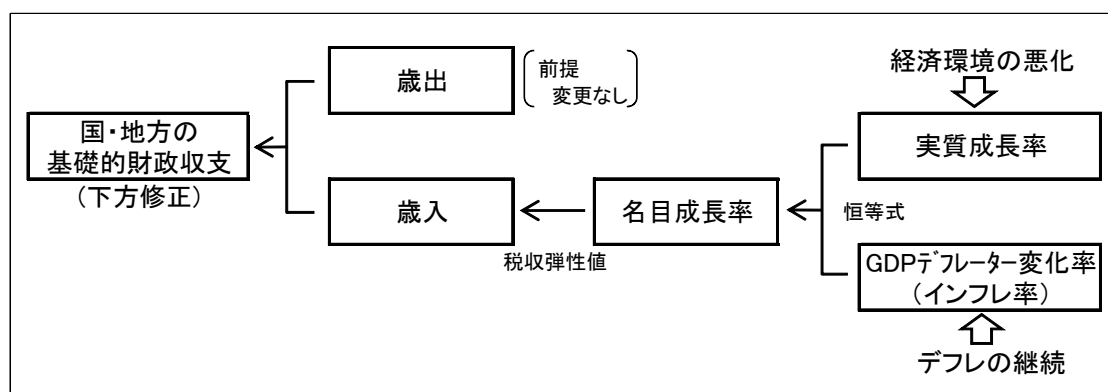 国・地方の
基礎的財政収支
(下方修正)
歳出
前提
変更なし
歳入
税収弾性値
名目成長率
恒等式
経済環境の悪化
実質成長率
GDPﾃﾞﾌﾚｰﾀｰ変化率
(インフレ率)
デフレの継続